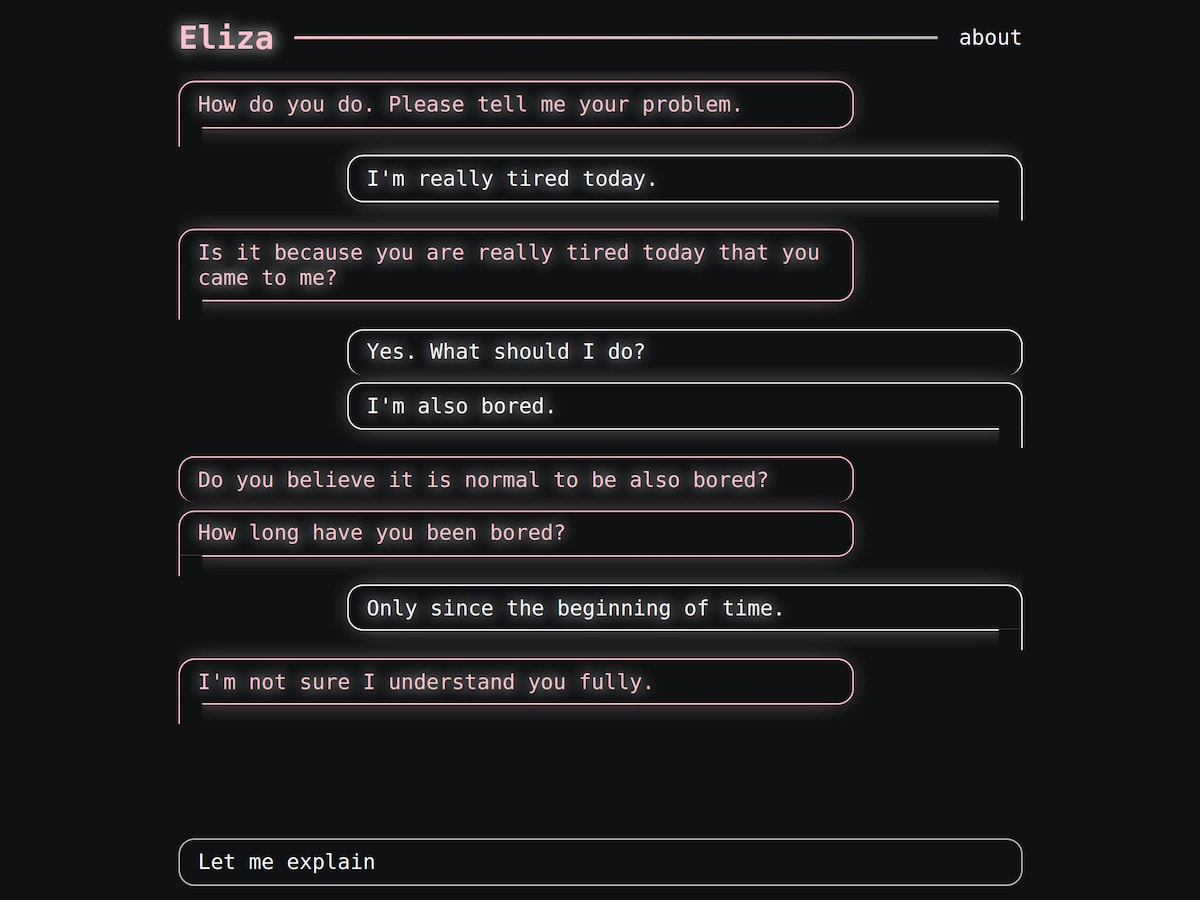 Eliza
about
How do you do. Please tell me your problem.
I'm really tired today.
Is it because you are really tired today that you
came to me?
Yes. What should I do?
I'm also bored.
Do you believe it is normal to be also bored?
How long have you been bored?
Only since the beginning of time.
I'm not sure I understand you fully.
Let me explain